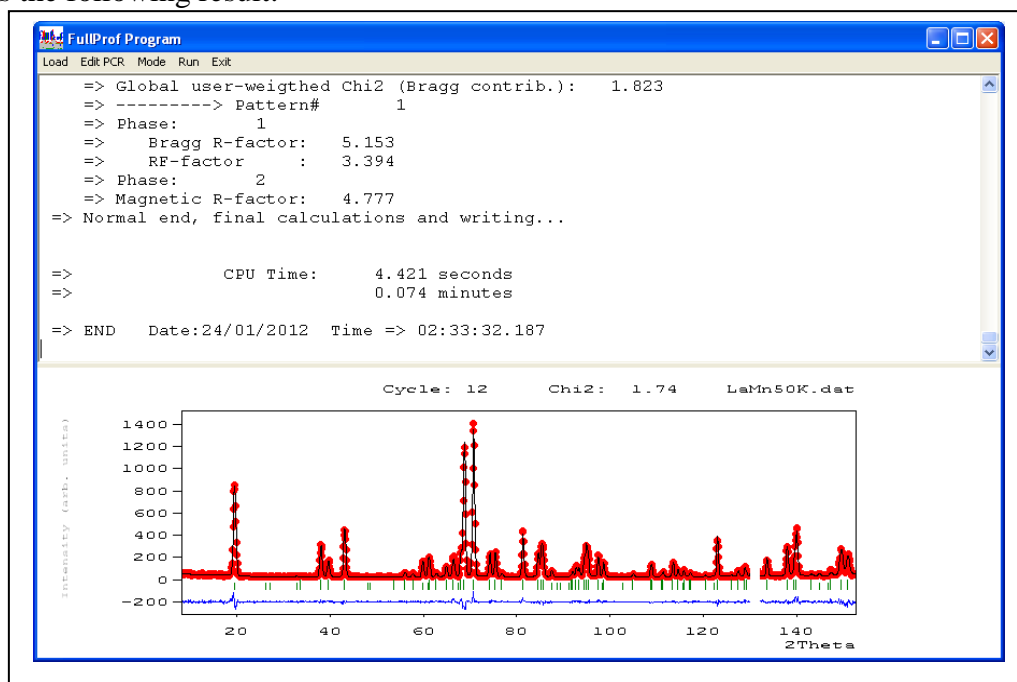 s the following result:
FullProf Program
Load Edit PCR Mode Run Exit
=> Global user-weigthed Chi2 (Bragg contrib.): 1.823
=> ---------> Pattern# 1
=> Phase: 1
=> Bragg R-factor: 5.153
=> RF-factor : 3.394
=> Phase: 2
=> Magnetic R-factor: 4.777
=> Normal end, final calculations and writing...
=> CPU Time: 4.421 seconds
=> 0.074 minutes
=> END Date:24/01/2012 Time => 02:33:32.187
Cycle: 12 Chi2: 1.74 LaMn50K.dat
Intensity (arb. units)
1400
1200
1000
800
600
400
200
0
-200
20 40 60 80 100 120 140
2Theta